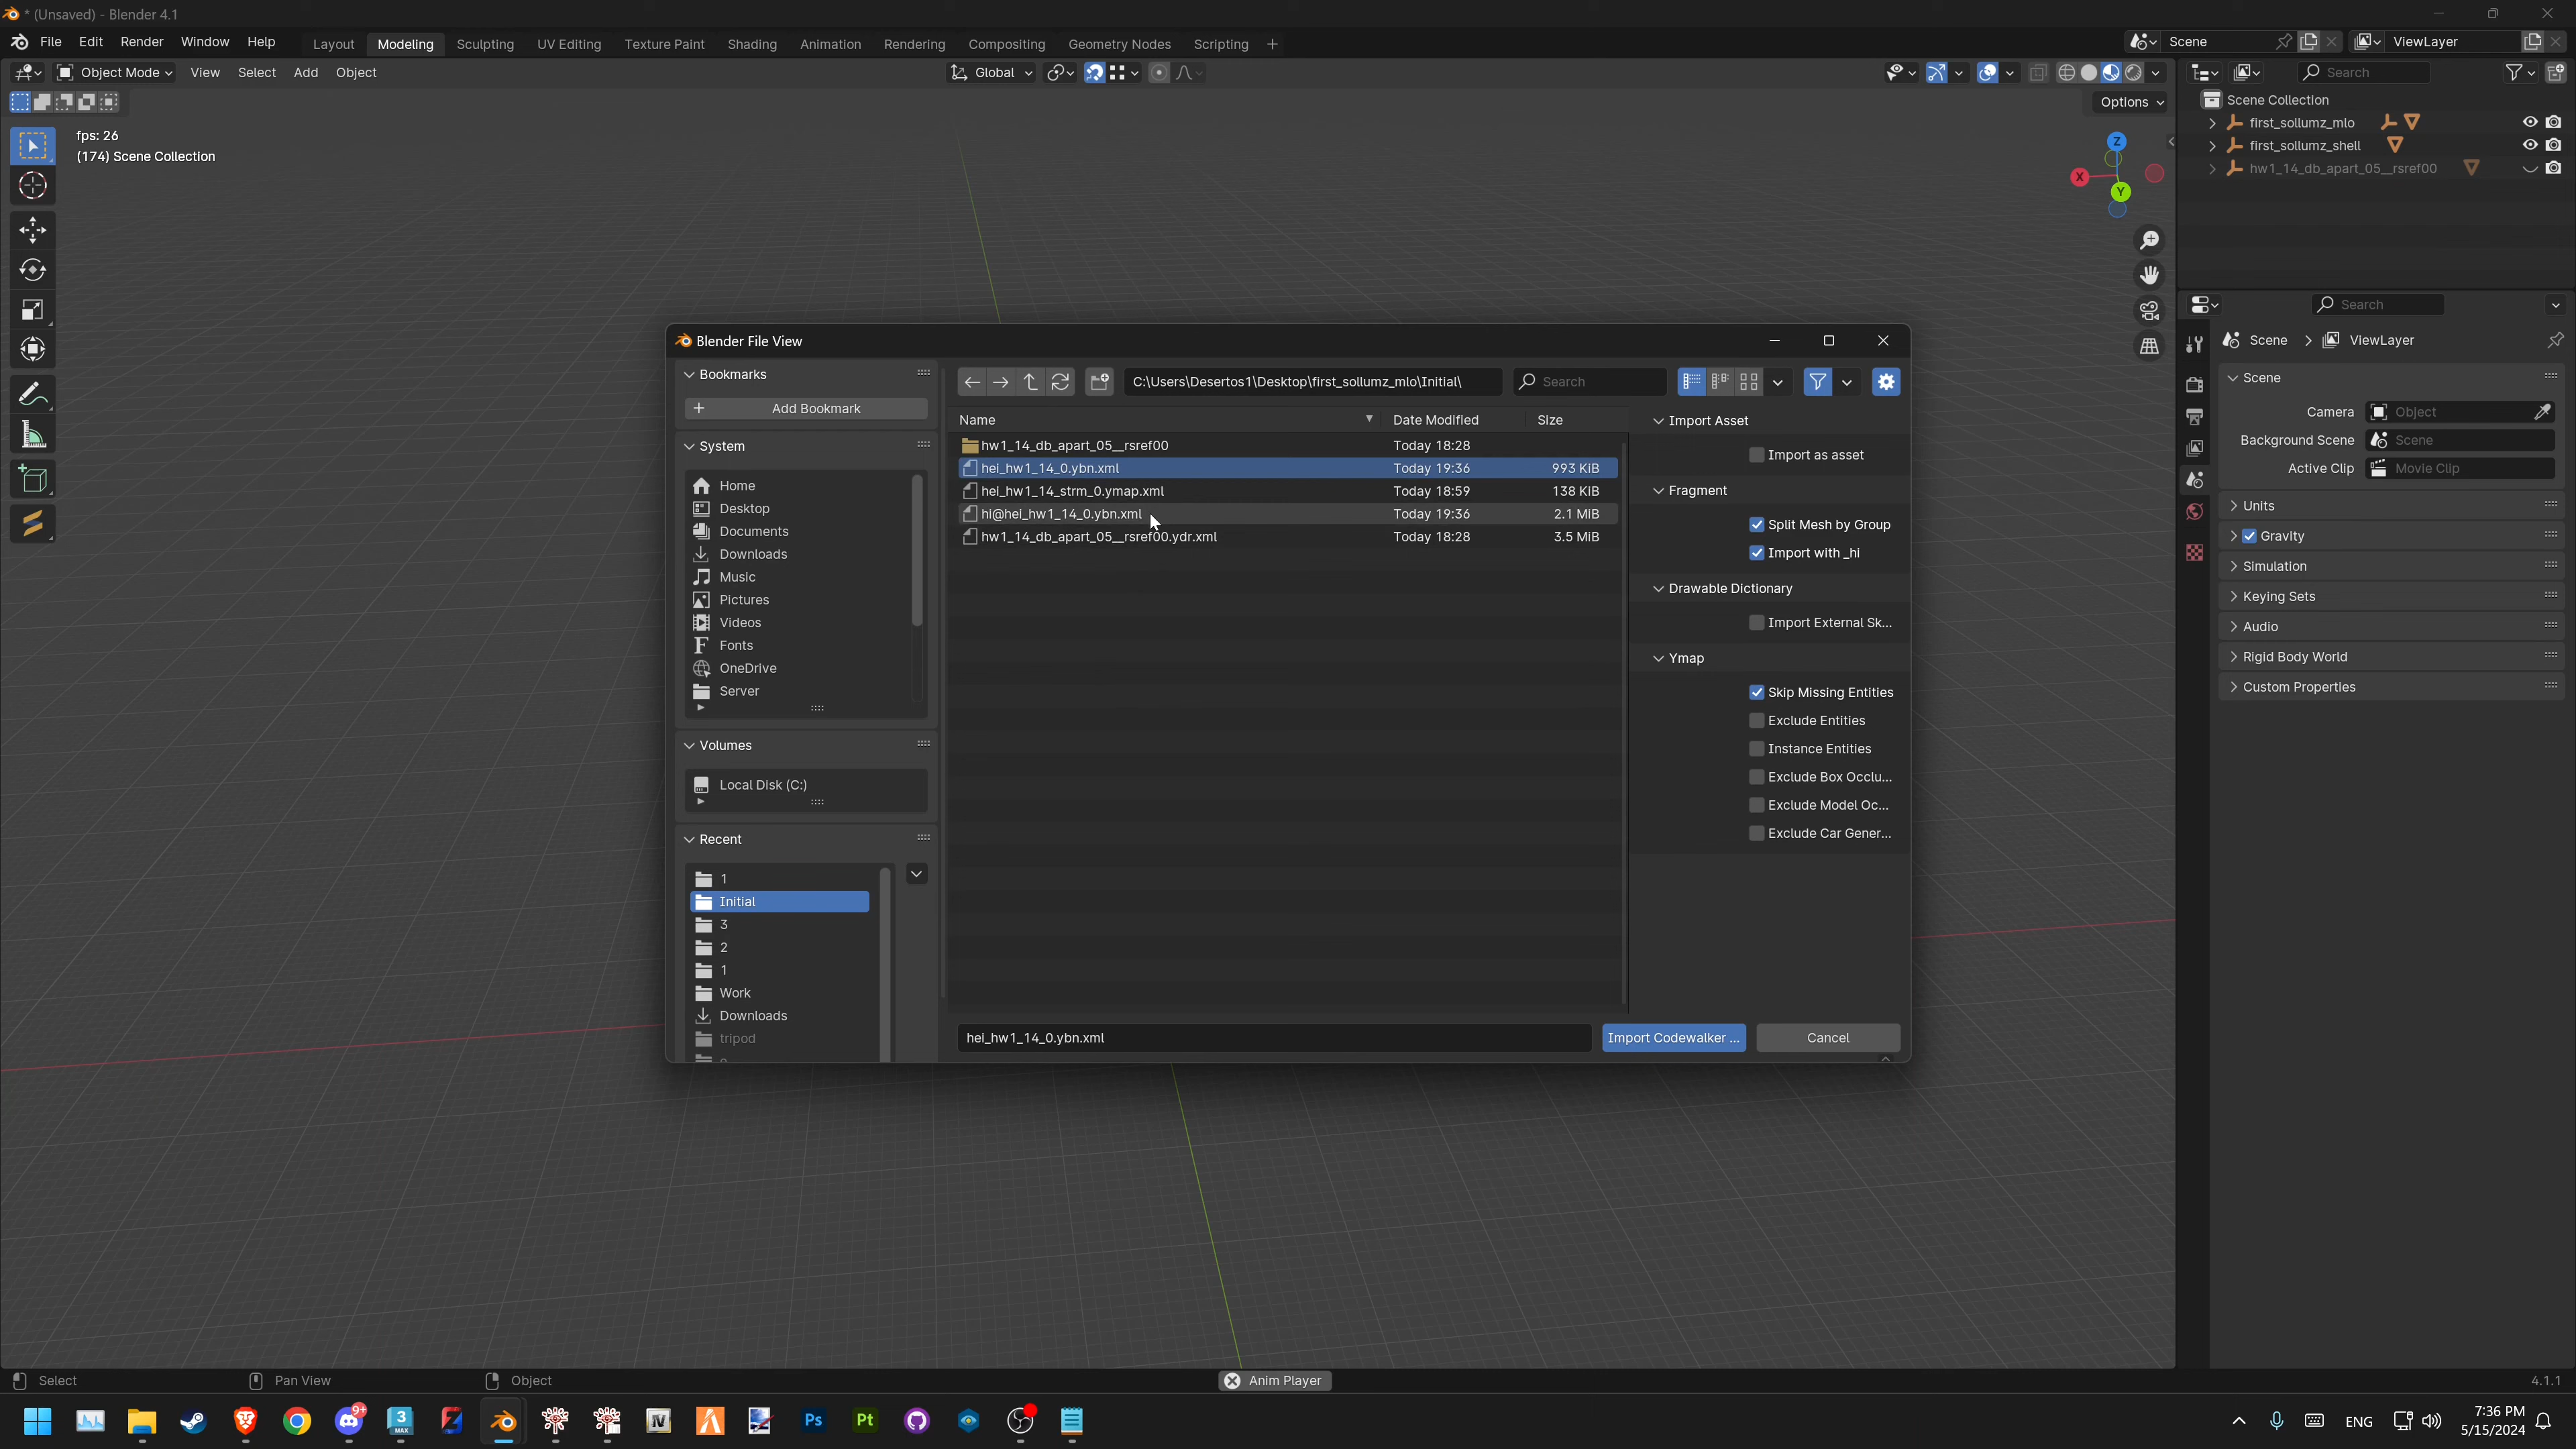 * (Unsaved) - Blender 4.1
File Edit Render Window Help Layout Modeling Sculpting UV Editing Texture Paint Shading Animation Rendering Compositing Geometry Nodes Scripting + Scene ViewLayer
Object Mode View Select Add Object Global Search
Options
Scene Collection
first_sollumz_mlo
first_sollumz_shell
hw1_14_db_apart_05__rsref00
fps: 26
(174) Scene Collection
Z
X
Y
Blender File View
Bookmarks
Add Bookmark
System
Home
Desktop
Documents
Downloads
Music
Pictures
Videos
Fonts
OneDrive
Server
Volumes
Local Disk (C:)
Recent
1
Initial
3
2
1
Work
Downloads
tripod
C:\Users\Desertos1\Desktop\first_sollumz_mlo\Initial\ Search
Name Date Modified Size
hw1_14_db_apart_05__rsref00 Today 18:28
hei_hw1_14_0.ybn.xml Today 19:36 993 KiB
hei_hw1_14_strm_0.ymap.xml Today 18:59 138 KiB
hi@hei_hw1_14_0.ybn.xml Today 19:36 2.1 MiB
hw1_14_db_apart_05__rsref00.ydr.xml Today 18:28 3.5 MiB
hei_hw1_14_0.ybn.xml
Import Codewalker ... Cancel
Import Asset
Import as asset
Fragment
Split Mesh by Group
Import with _hi
Drawable Dictionary
Import External Sk...
Ymap
Skip Missing Entities
Exclude Entities
Instance Entities
Exclude Box Occlu...
Exclude Model Oc...
Exclude Car Gener...
Search
Scene > ViewLayer
Scene
Camera Object
Background Scene Scene
Active Clip Movie Clip
Units
Gravity
Simulation
Keying Sets
Audio
Rigid Body World
Custom Properties
Select Pan View Object Anim Player 4.1.1
9+
3
MAX
Ps
Pt
ENG
7:36 PM
5/15/2024